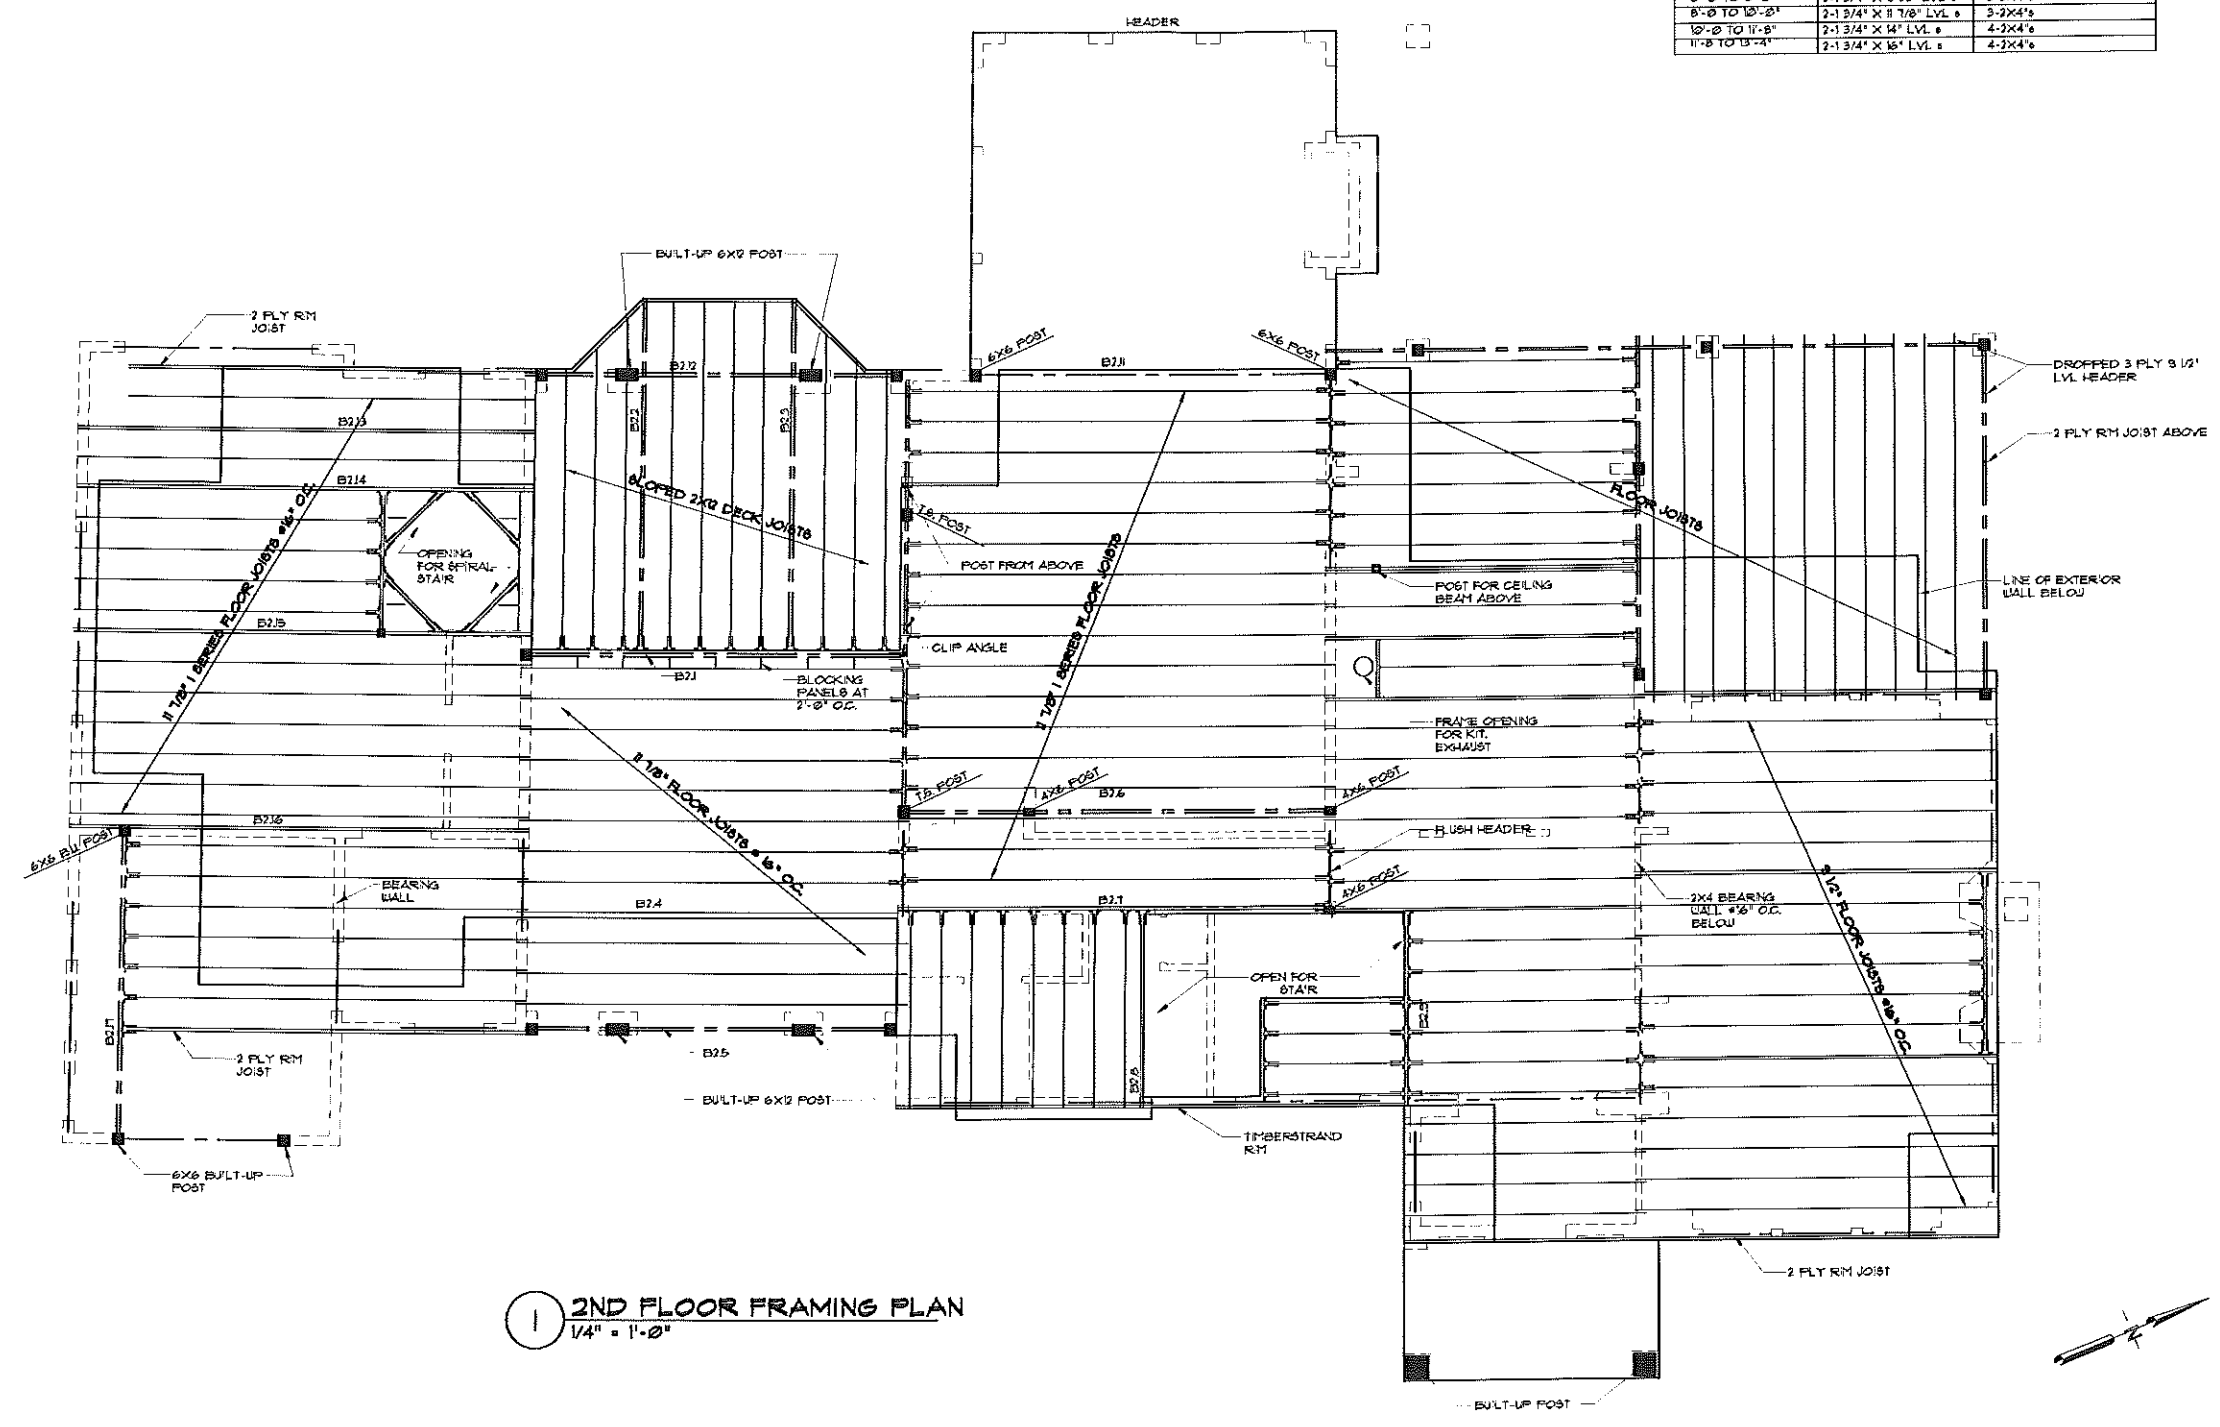 HEADER
8'-0 TO 10'-0" 2-1 3/4" X 11 7/8" LVL s 3-2X4's
10'-0 TO 11'-8" 2-1 3/4" X 14" LVL s 4-2X4's
11'-8 TO 13'-4" 2-1 3/4" X 16" LVL s 4-2X4's
BUILT-UP 6X12 POST
2 PLY RIM
JOIST
6X6 POST
6X6 POST
B2.11
B2.12
DROPPED 3 PLY 9 1/2"
LVL HEADER
2 PLY RIM JOIST ABOVE
B2.13
B2.2
B2.3
B2.14
SLOPED 2X12 DECK JOISTS
FLOOR JOISTS
T.S. POST
11 7/8" I SERIES FLOOR JOISTS @16" O.C.
OPENING
FOR SPIRAL
STAIR
POST FROM ABOVE
11 7/8" I SERIES FLOOR JOISTS
POST FOR CEILING
BEAM ABOVE
LINE OF EXTERIOR
WALL BELOW
B2.15
CLIP ANGLE
B2.1
BLOCKING
PANELS AT
2'-0" O.C.
FRAME OPENING
FOR KIT.
EXHAUST
11 7/8" FLOOR JOISTS @ 16" O.C.
T.S. POST
4X6 POST
B2.6
4X6 POST
B2.16
6X6 B.U. POST
FLUSH HEADER
BEARING
WALL
4X6 POST
B2.4
B2.7
2X4 BEARING
WALL @16" O.C.
BELOW
9 1/2" FLOOR JOISTS @16" O.C.
OPEN FOR
STAIR
B2.9
B2.17
2 PLY RIM
JOIST
B2.5
B2.8
BUILT-UP 6X12 POST
TIMBERSTRAND
RIM
6X6 BUILT-UP
POST
2 PLY RIM JOIST
1 2ND FLOOR FRAMING PLAN
1/4" = 1'-0"
N
BUILT-UP POST